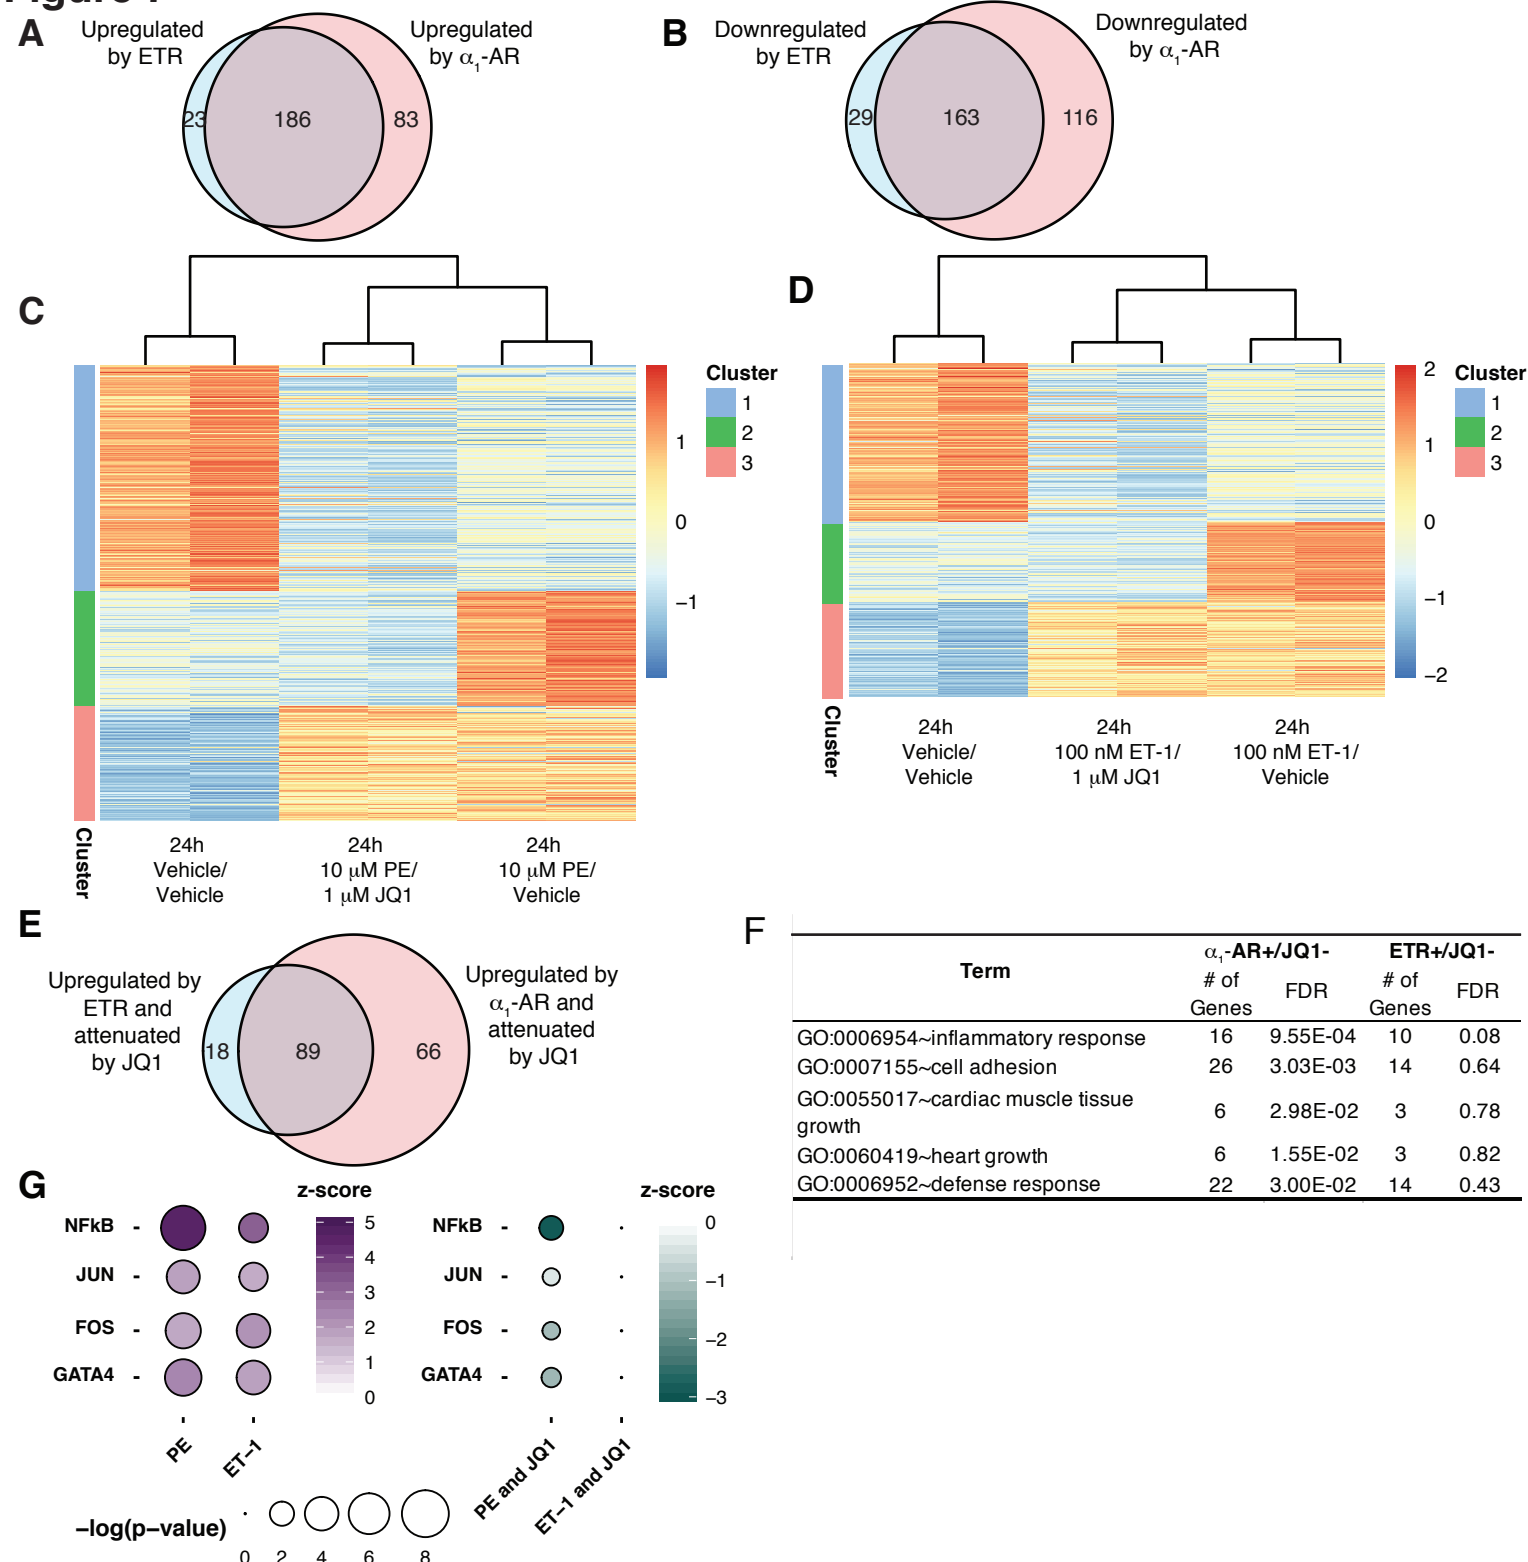 A
Upregulated
by ETR
Upregulated
by α1-AR
23
186
83
B
Downregulated
by ETR
Downregulated
by α1-AR
29
163
116
C
Cluster
1
2
3
1
0
−1
Cluster
24h
Vehicle/
Vehicle
24h
10 µM PE/
1 µM JQ1
24h
10 µM PE/
Vehicle
D
2
1
0
−1
−2
Cluster
1
2
3
Cluster
24h
Vehicle/
Vehicle
24h
100 nM ET-1/
1 µM JQ1
24h
100 nM ET-1/
Vehicle
E
Upregulated by
ETR and
attenuated
by JQ1
Upregulated by
α1-AR and
attenuated
by JQ1
18
89
66
F
Term α1-AR+/JQ1- ETR+/JQ1-
# of Genes FDR # of Genes FDR
GO:0006954~inflammatory response 16 9.55E-04 10 0.08
GO:0007155~cell adhesion 26 3.03E-03 14 0.64
GO:0055017~cardiac muscle tissue
growth 6 2.98E-02 3 0.78
GO:0060419~heart growth 6 1.55E-02 3 0.82
GO:0006952~defense response 22 3.00E-02 14 0.43
G
NFkB -
JUN -
FOS -
GATA4 -
PE
ET−1
z-score
5
4
3
2
1
0
NFkB -
JUN -
FOS -
GATA4 -
PE and JQ1
ET−1 and JQ1
z-score
0
−1
−2
−3
−log(p−value)
0 2 4 6 8